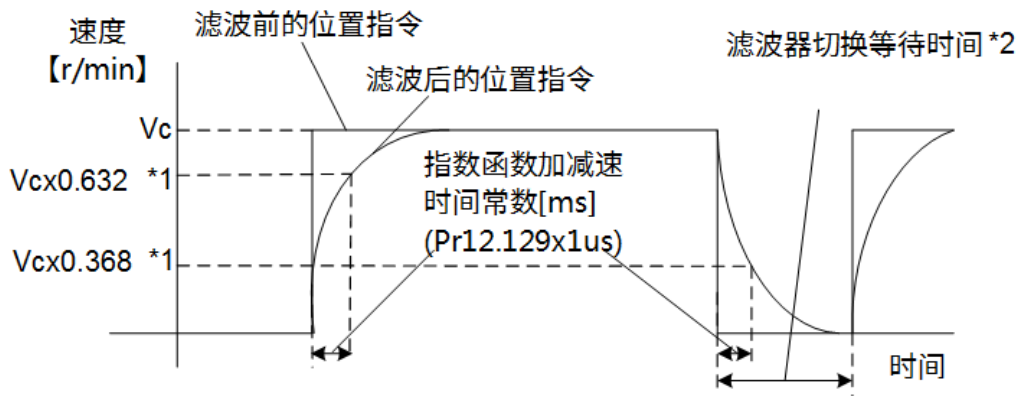 速度
【r/min】
滤波前的位置指令
滤波后的位置指令
滤波器切换等待时间*2
Vc
Vcx0.632 *1
Vcx0.368 *1
指数函数加减速
时间常数[ms]
(Pr12.129x1us)
时间